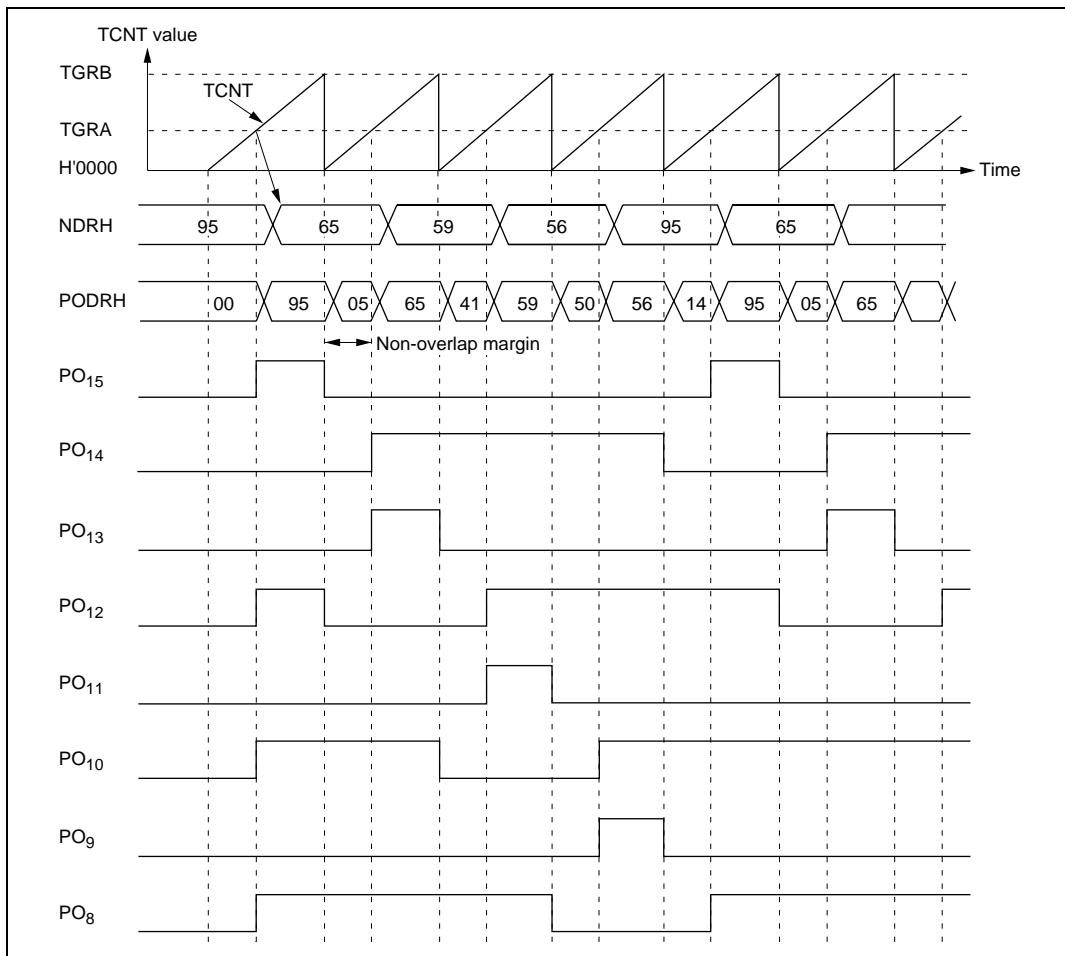 TCNT value
TGRB
TCNT
TGRA
H'0000
Time
NDRH 95 65 59 56 95 65
PODRH 00 95 05 65 41 59 50 56 14 95 05 65
Non-overlap margin
PO15
PO14
PO13
PO12
PO11
PO10
PO9
PO8